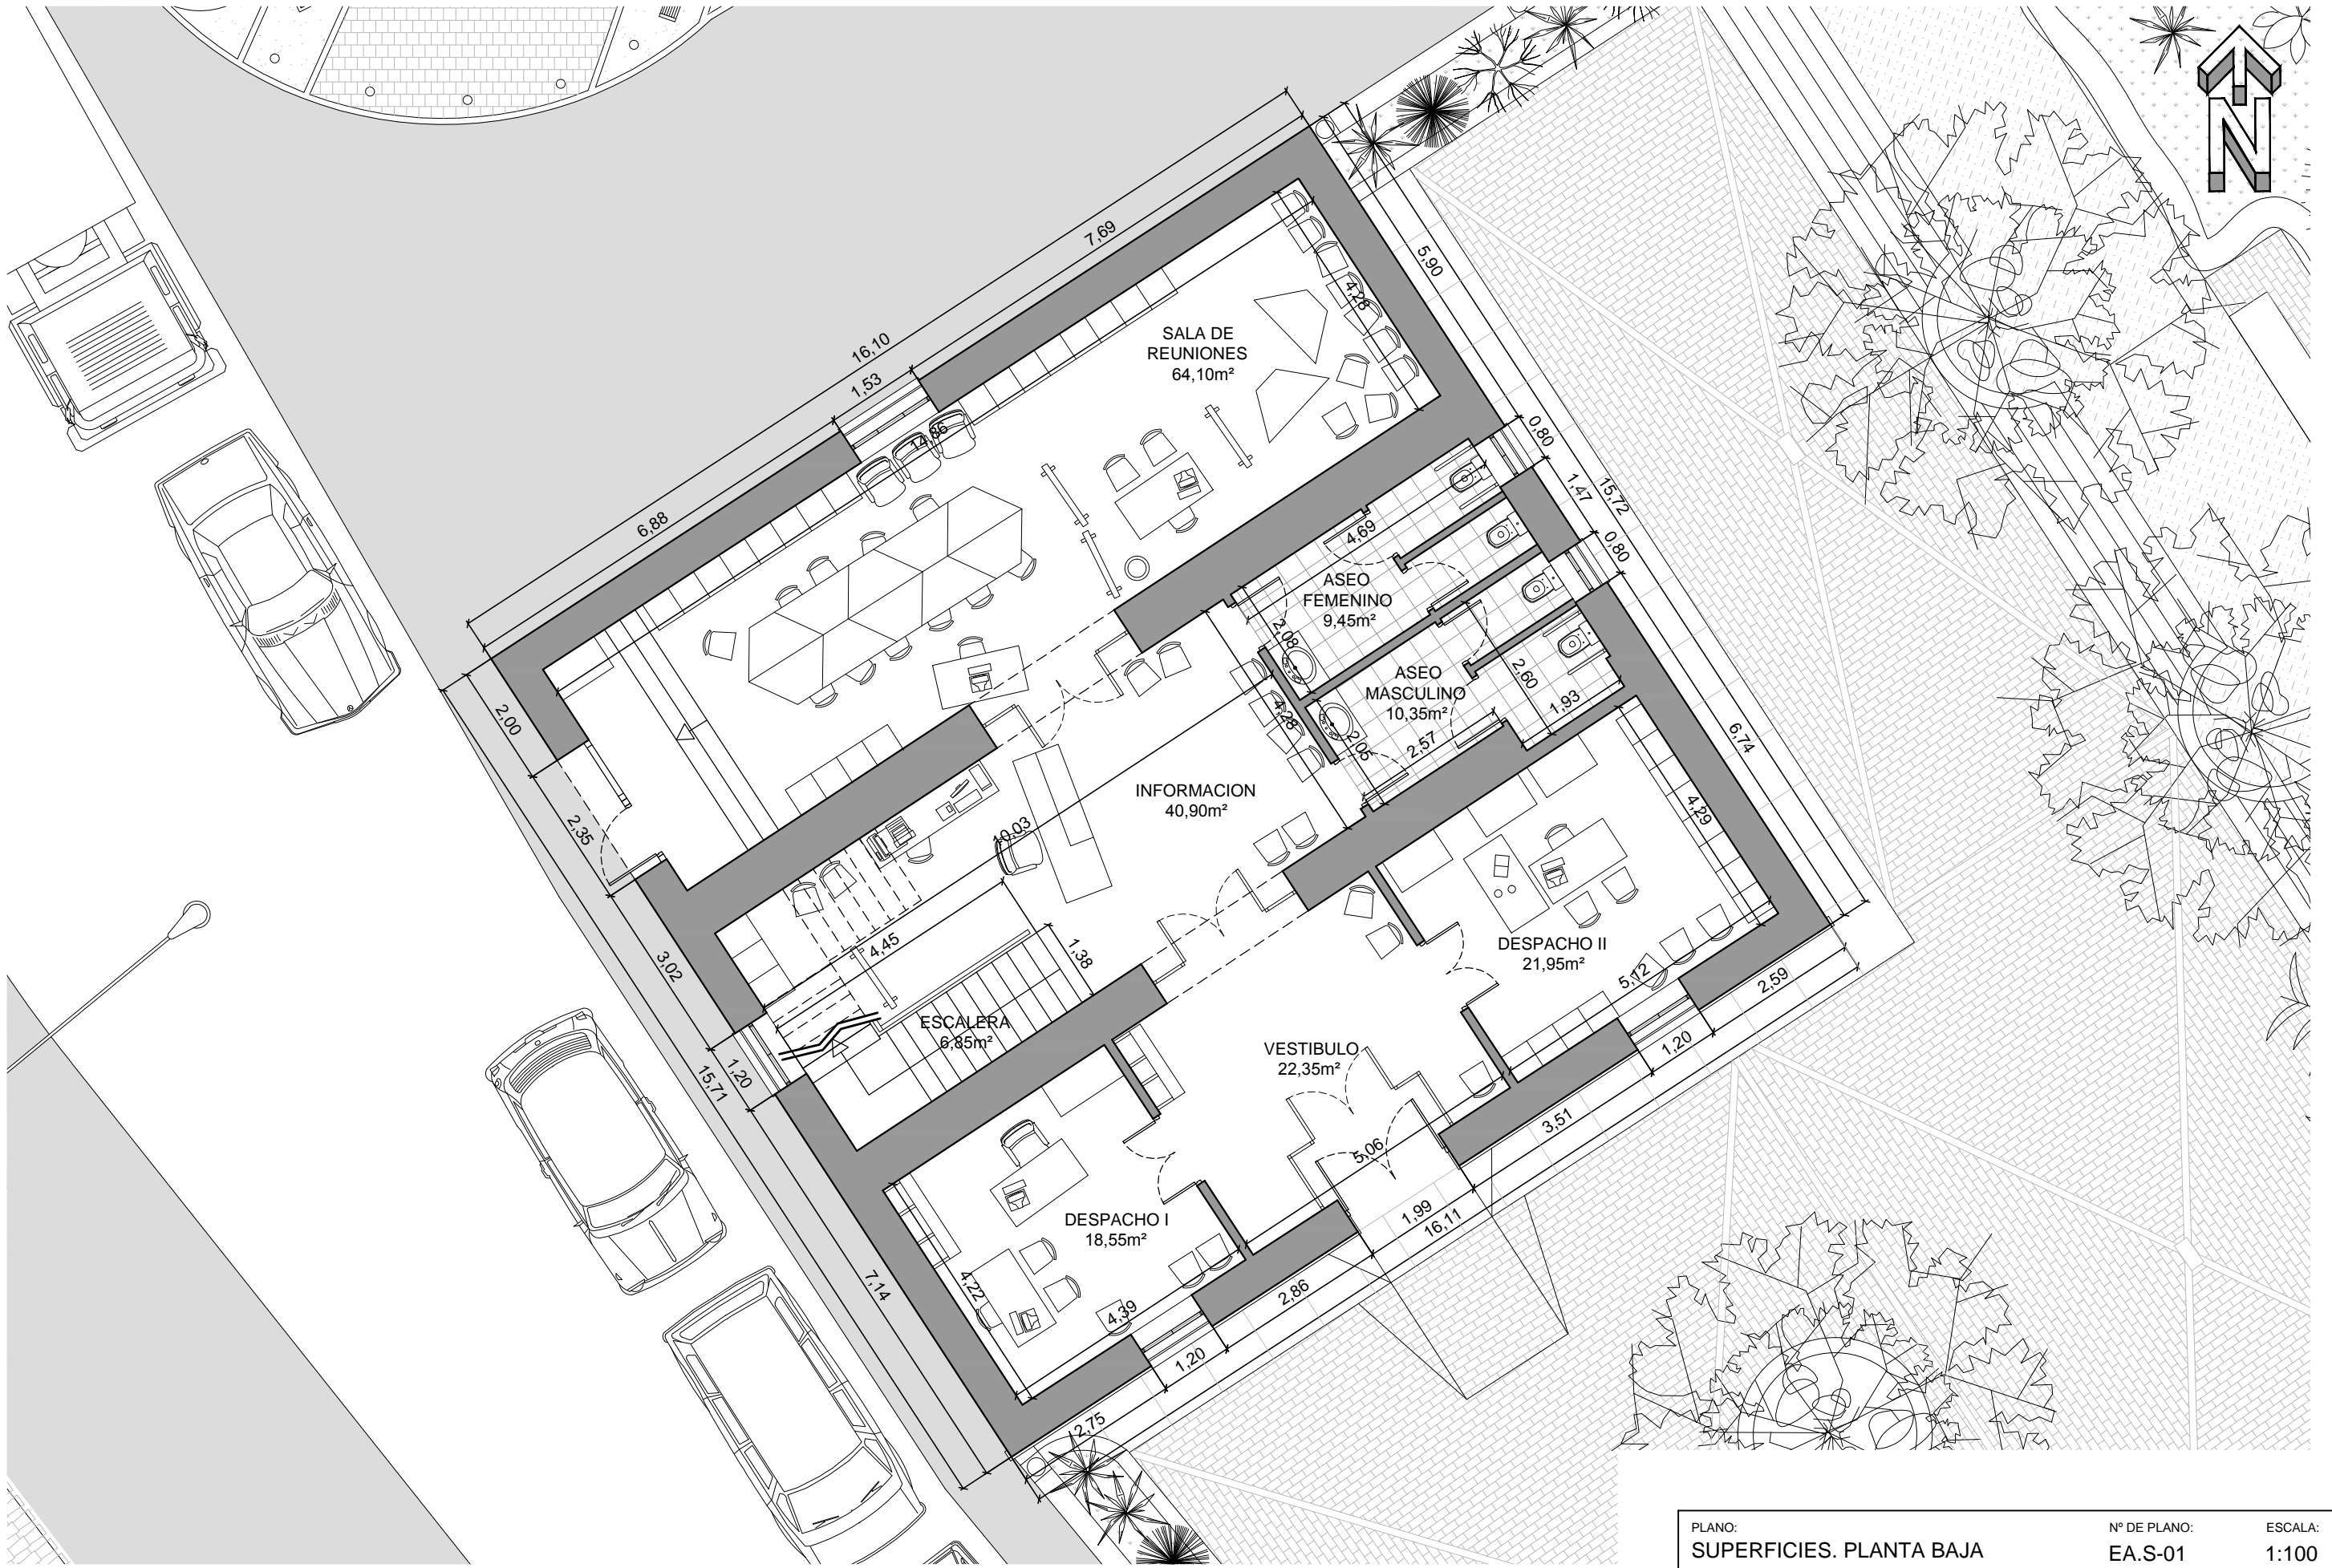 7,69
16,10
1,53
6,88
14,86
SALA DE
REUNIONES
64,10m²
4,28
5,90
0,80
1,47
15,72
0,80
6,74
4,69
ASEO
FEMENINO
9,45m²
2,08
ASEO
MASCULINO
10,35m²
2,60
1,93
2,57
2,05
4,28
2,00
2,35
3,02
1,20
15,71
7,14
INFORMACION
40,90m²
10,03
4,45
1,38
ESCALERA
6,85m²
4,29
DESPACHO II
21,95m²
5,12
2,59
1,20
3,51
VESTIBULO
22,35m²
5,06
1,99
16,11
2,86
DESPACHO I
18,55m²
4,22
4,39
1,20
2,75
N
PLANO:
SUPERFICIES. PLANTA BAJA
Nº DE PLANO:
EA.S-01
ESCALA:
1:100